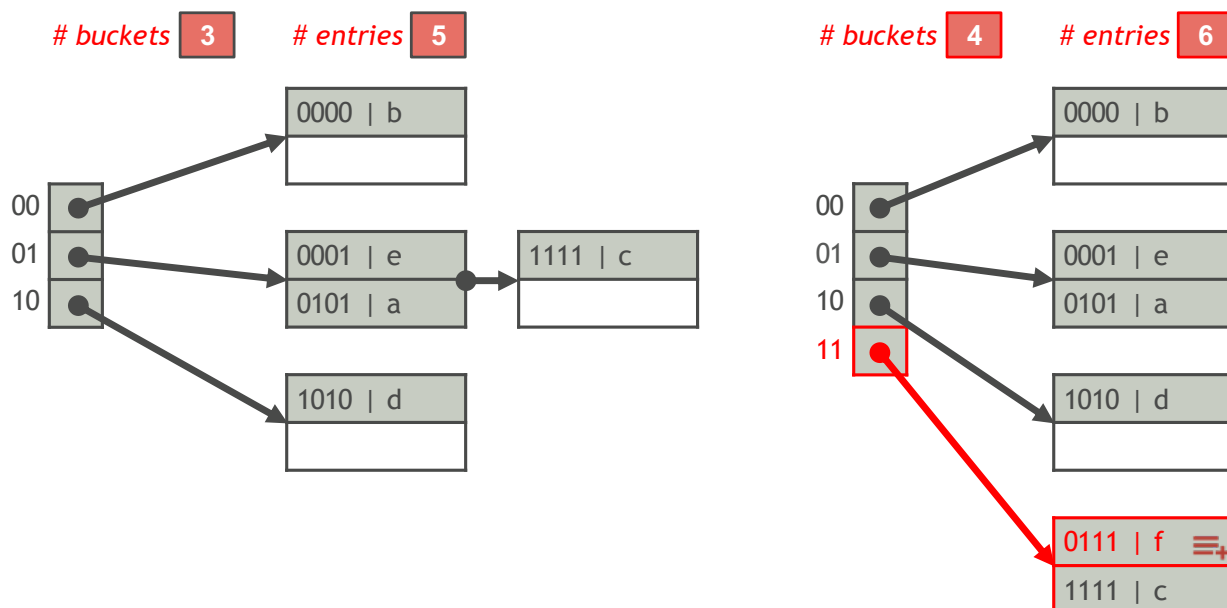 # buckets 3 # entries 5
0000 | b
00
01
10
0001 | e
0101 | a
1111 | c
1010 | d
# buckets 4 # entries 6
0000 | b
00
01
10
11
0001 | e
0101 | a
1010 | d
0111 | f
1111 | c